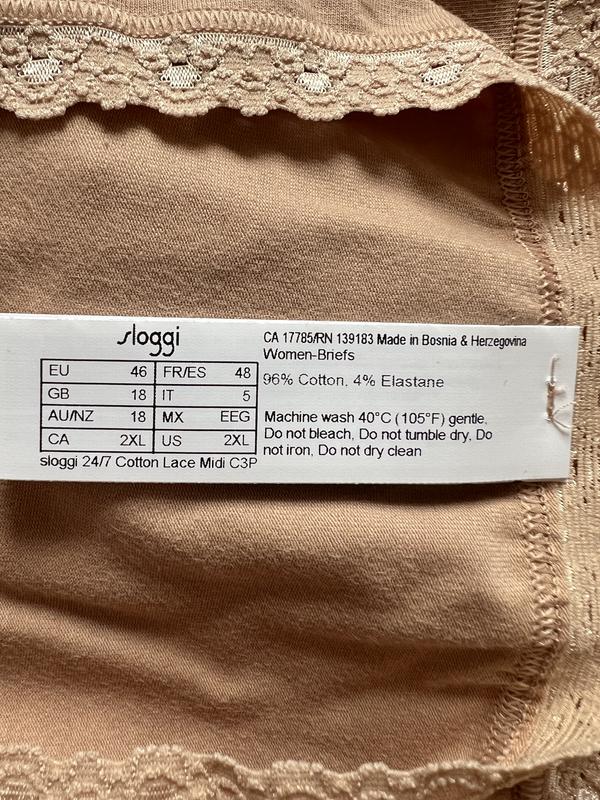 sloggi
EU 46 FR/ES 48
GB 18 IT 5
AU/NZ 18 MX EEG
CA 2XL US 2XL
sloggi 24/7 Cotton Lace Midi C3P
CA 17785/RN 139183 Made in Bosnia & Herzegovina
Women-Briefs
96% Cotton, 4% Elastane
Machine wash 40°C (105°F) gentle,
Do not bleach, Do not tumble dry, Do
not iron, Do not dry clean